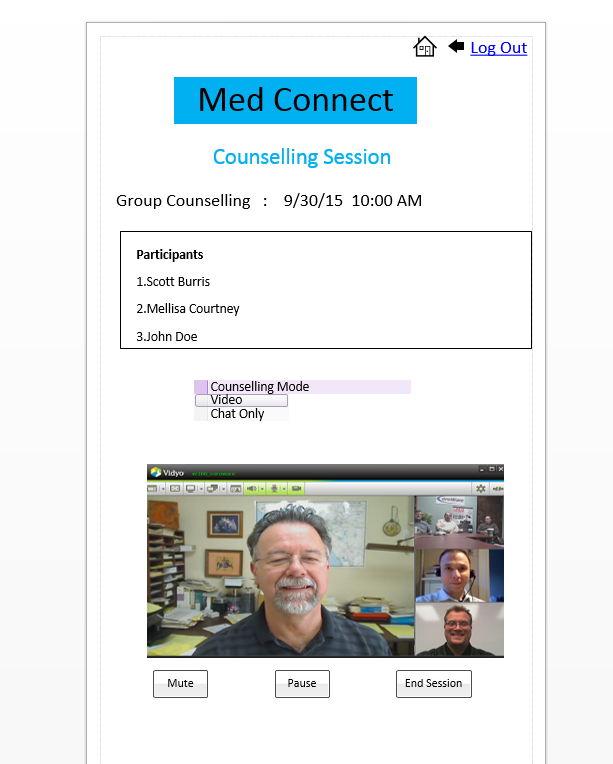 Log Out
Med Connect
Counselling Session
Group Counselling : 9/30/15 10:00 AM
Participants
1.Scott Burris
2.Mellisa Courtney
3.John Doe
Counselling Mode
Video
Chat Only
Vidyo
Mute
Pause
End Session